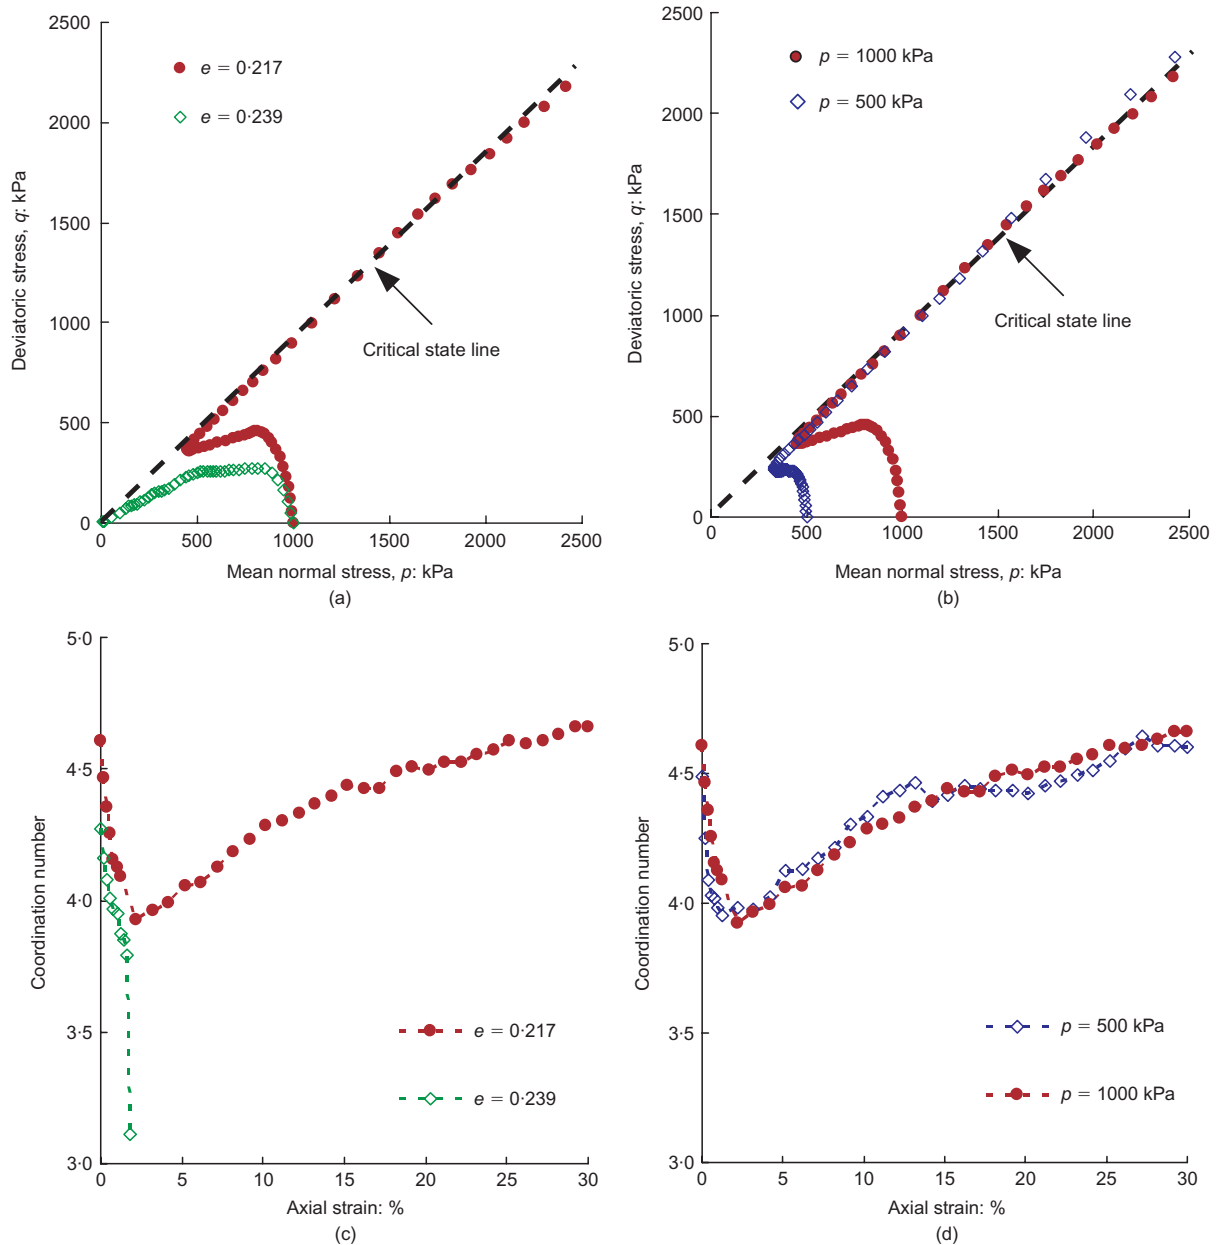 2500
2000
1500
1000
500
0
Deviatoric stress, q: kPa
e = 0·217
e = 0·239
Critical state line
0
500
1000
1500
2000
2500
Mean normal stress, p: kPa
(a)
2500
2000
1500
1000
500
0
Deviatoric stress, q: kPa
p = 1000 kPa
p = 500 kPa
Critical state line
0
500
1000
1500
2000
2500
Mean normal stress, p: kPa
(b)
5·0
4·5
4·0
3·5
3·0
Coordination number
e = 0·217
e = 0·239
0
5
10
15
20
25
30
Axial strain: %
(c)
5·0
4·5
4·0
3·5
3·0
Coordination number
p = 500 kPa
p = 1000 kPa
0
5
10
15
20
25
30
Axial strain: %
(d)